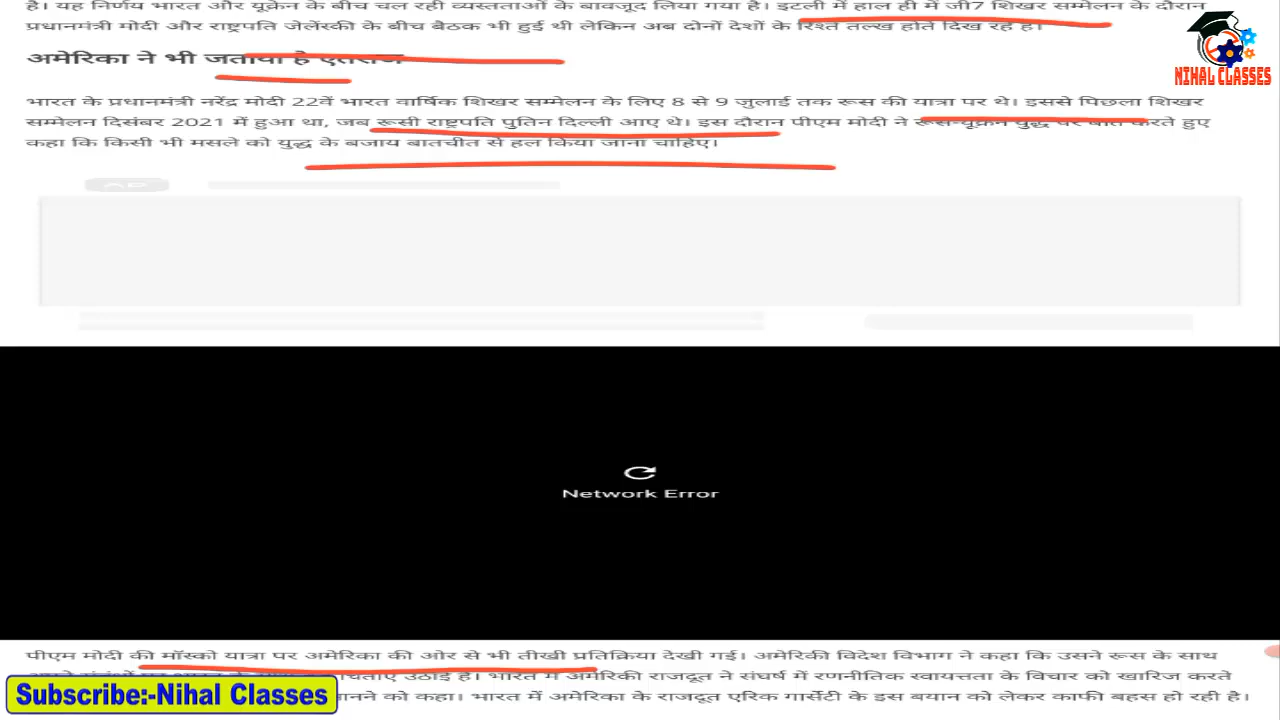 है। यह निर्णय भारत और यूक्रेन के बीच चल रही व्यस्तताओं के बावजूद लिया गया है। इटली में हाल ही में जी7 शिखर सम्मेलन के दौरान
प्रधानमंत्री मोदी और राष्ट्रपति जेलेंस्की के बीच बैठक भी हुई थी लेकिन अब दोनों देशों के रिश्ते तल्ख होते दिख रहे हैं।
NIHAL CLASSES
अमेरिका ने भी जताया है ऐतराज
भारत के प्रधानमंत्री नरेंद्र मोदी 22वें भारत वार्षिक शिखर सम्मेलन के लिए 8 से 9 जुलाई तक रूस की यात्रा पर थे। इससे पिछला शिखर
सम्मेलन दिसंबर 2021 में हुआ था, जब रूसी राष्ट्रपति पुतिन दिल्ली आए थे। इस दौरान पीएम मोदी ने रूस-यूक्रेन युद्ध पर बात करते हुए
कहा कि किसी भी मसले को युद्ध के बजाय बातचीत से हल किया जाना चाहिए।
AD
Network Error
पीएम मोदी की मॉस्को यात्रा पर अमेरिका की ओर से भी तीखी प्रतिक्रिया देखी गई। अमेरिकी विदेश विभाग ने कहा कि उसने रूस के साथ
उठाई है। भारत में अमेरिकी राजदूत ने संघर्ष में रणनीतिक स्वायत्तता के विचार को खारिज करते
Subscribe:-Nihal Classes
को कहा। भारत में अमेरिका के राजदूत एरिक गार्सेटी के इस बयान को लेकर काफी बहस हो रही है।